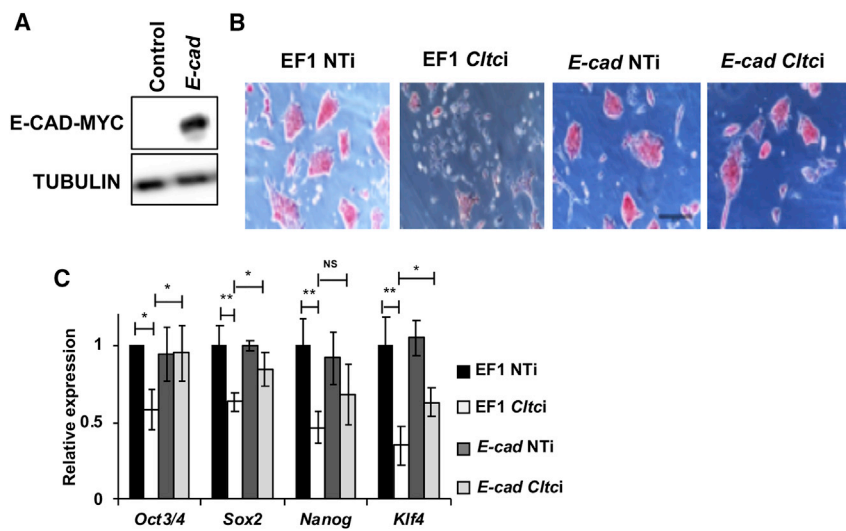 A
Control
E-cad
E-CAD-MYC
TUBULIN
B
EF1 NTi
EF1 Cltci
E-cad NTi
E-cad Cltci
C
Relative expression
1
0.5
0
* *
** *
** NS
** *
Oct3/4 Sox2 Nanog Klf4
EF1 NTi
EF1 Cltci
E-cad NTi
E-cad Cltci